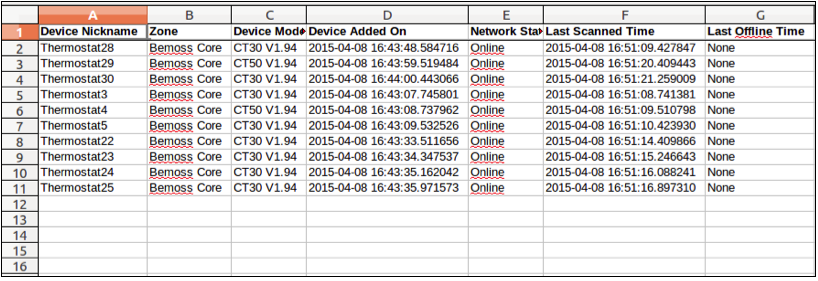 A B C D E F G
1 Device Nickname Zone Device Mod Device Added On Network Sta Last Scanned Time Last Offline Time
2 Thermostat28 Bemoss Core CT30 V1.94 2015-04-08 16:43:48.584716 Online 2015-04-08 16:51:09.427847 None
3 Thermostat29 Bemoss Core CT50 V1.94 2015-04-08 16:43:59.519484 Online 2015-04-08 16:51:20.409443 None
4 Thermostat30 Bemoss Core CT30 V1.94 2015-04-08 16:44:00.443066 Online 2015-04-08 16:51:21.259009 None
5 Thermostat3 Bemoss Core CT30 V1.94 2015-04-08 16:43:07.745801 Online 2015-04-08 16:51:08.741381 None
6 Thermostat4 Bemoss Core CT50 V1.94 2015-04-08 16:43:08.737962 Online 2015-04-08 16:51:09.510798 None
7 Thermostat5 Bemoss Core CT30 V1.94 2015-04-08 16:43:09.532526 Online 2015-04-08 16:51:10.423930 None
8 Thermostat22 Bemoss Core CT30 V1.94 2015-04-08 16:43:33.511656 Online 2015-04-08 16:51:14.409866 None
9 Thermostat23 Bemoss Core CT30 V1.94 2015-04-08 16:43:34.347537 Online 2015-04-08 16:51:15.246643 None
10 Thermostat24 Bemoss Core CT30 V1.94 2015-04-08 16:43:35.162042 Online 2015-04-08 16:51:16.088241 None
11 Thermostat25 Bemoss Core CT30 V1.94 2015-04-08 16:43:35.971573 Online 2015-04-08 16:51:16.897310 None
12
13
14
15
16